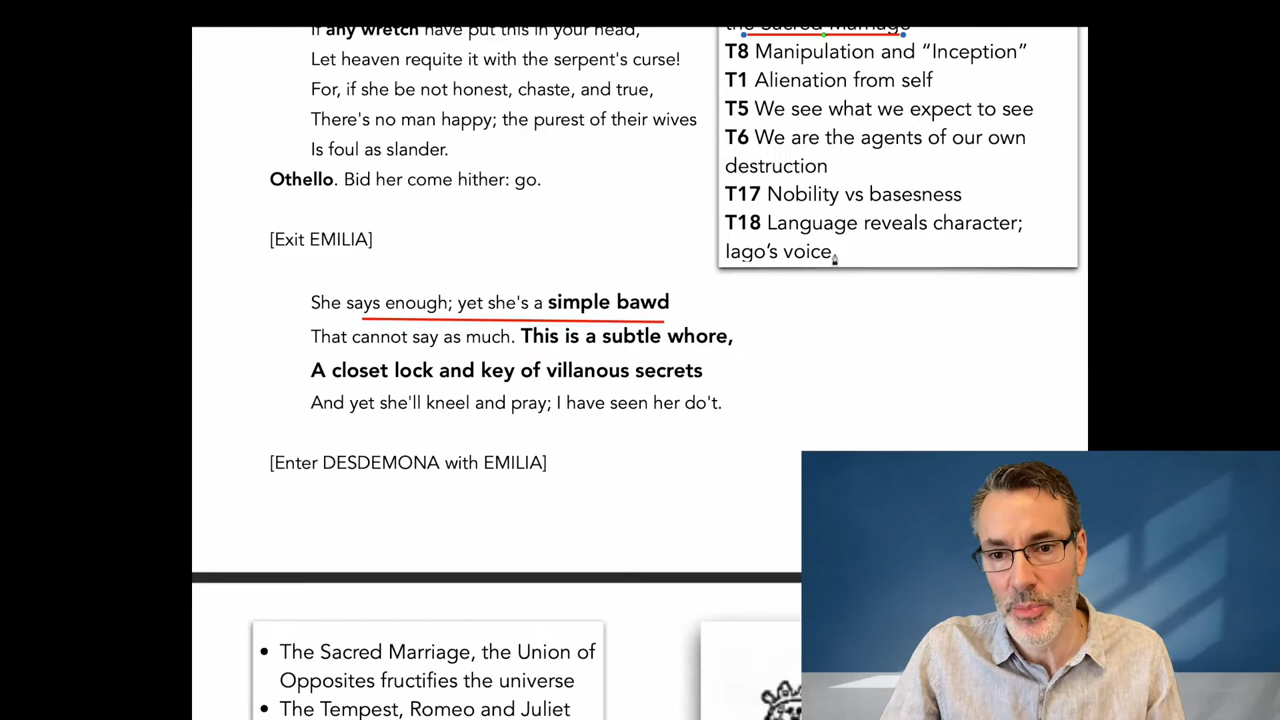 If any wretch have put this in your head,
Let heaven requite it with the serpent's curse!
For, if she be not honest, chaste, and true,
There's no man happy; the purest of their wives
Is foul as slander.
Othello. Bid her come hither: go.
[Exit EMILIA]
She says enough; yet she's a simple bawd
That cannot say as much. This is a subtle whore,
A closet lock and key of villanous secrets
And yet she'll kneel and pray; I have seen her do't.
[Enter DESDEMONA with EMILIA]
the Sacred Marriage
T8 Manipulation and “Inception”
T1 Alienation from self
T5 We see what we expect to see
T6 We are the agents of our own
destruction
T17 Nobility vs basesness
T18 Language reveals character;
Iago’s voice
• The Sacred Marriage, the Union of
Opposites fructifies the universe
• The Tempest, Romeo and Juliet